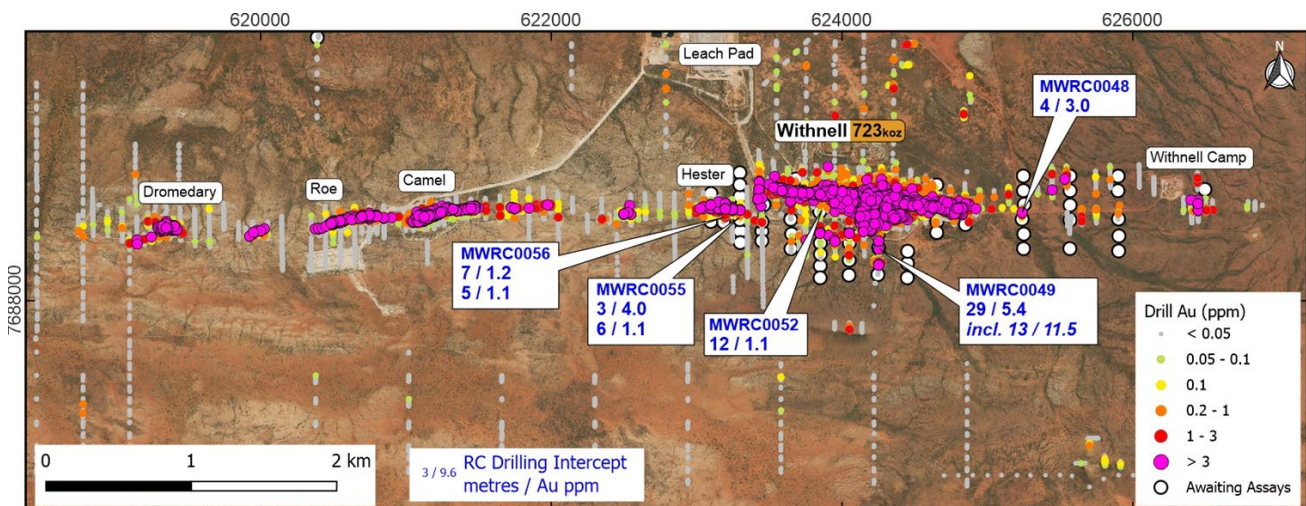 620000
622000
624000
626000
Leach Pad
N
MWRC0048
4 / 3.0
Withnell 723koz
Withnell Camp
Hester
Camel
Roe
Dromedary
MWRC0056
7 / 1.2
5 / 1.1
MWRC0055
3 / 4.0
6 / 1.1
MWRC0052
12 / 1.1
MWRC0049
29 / 5.4
incl. 13 / 11.5
7688000
Drill Au (ppm)
< 0.05
0.05 - 0.1
0.1
0.2 - 1
1 - 3
> 3
Awaiting Assays
0 1 2 km
3 / 9.6 RC Drilling Intercept
metres / Au ppm